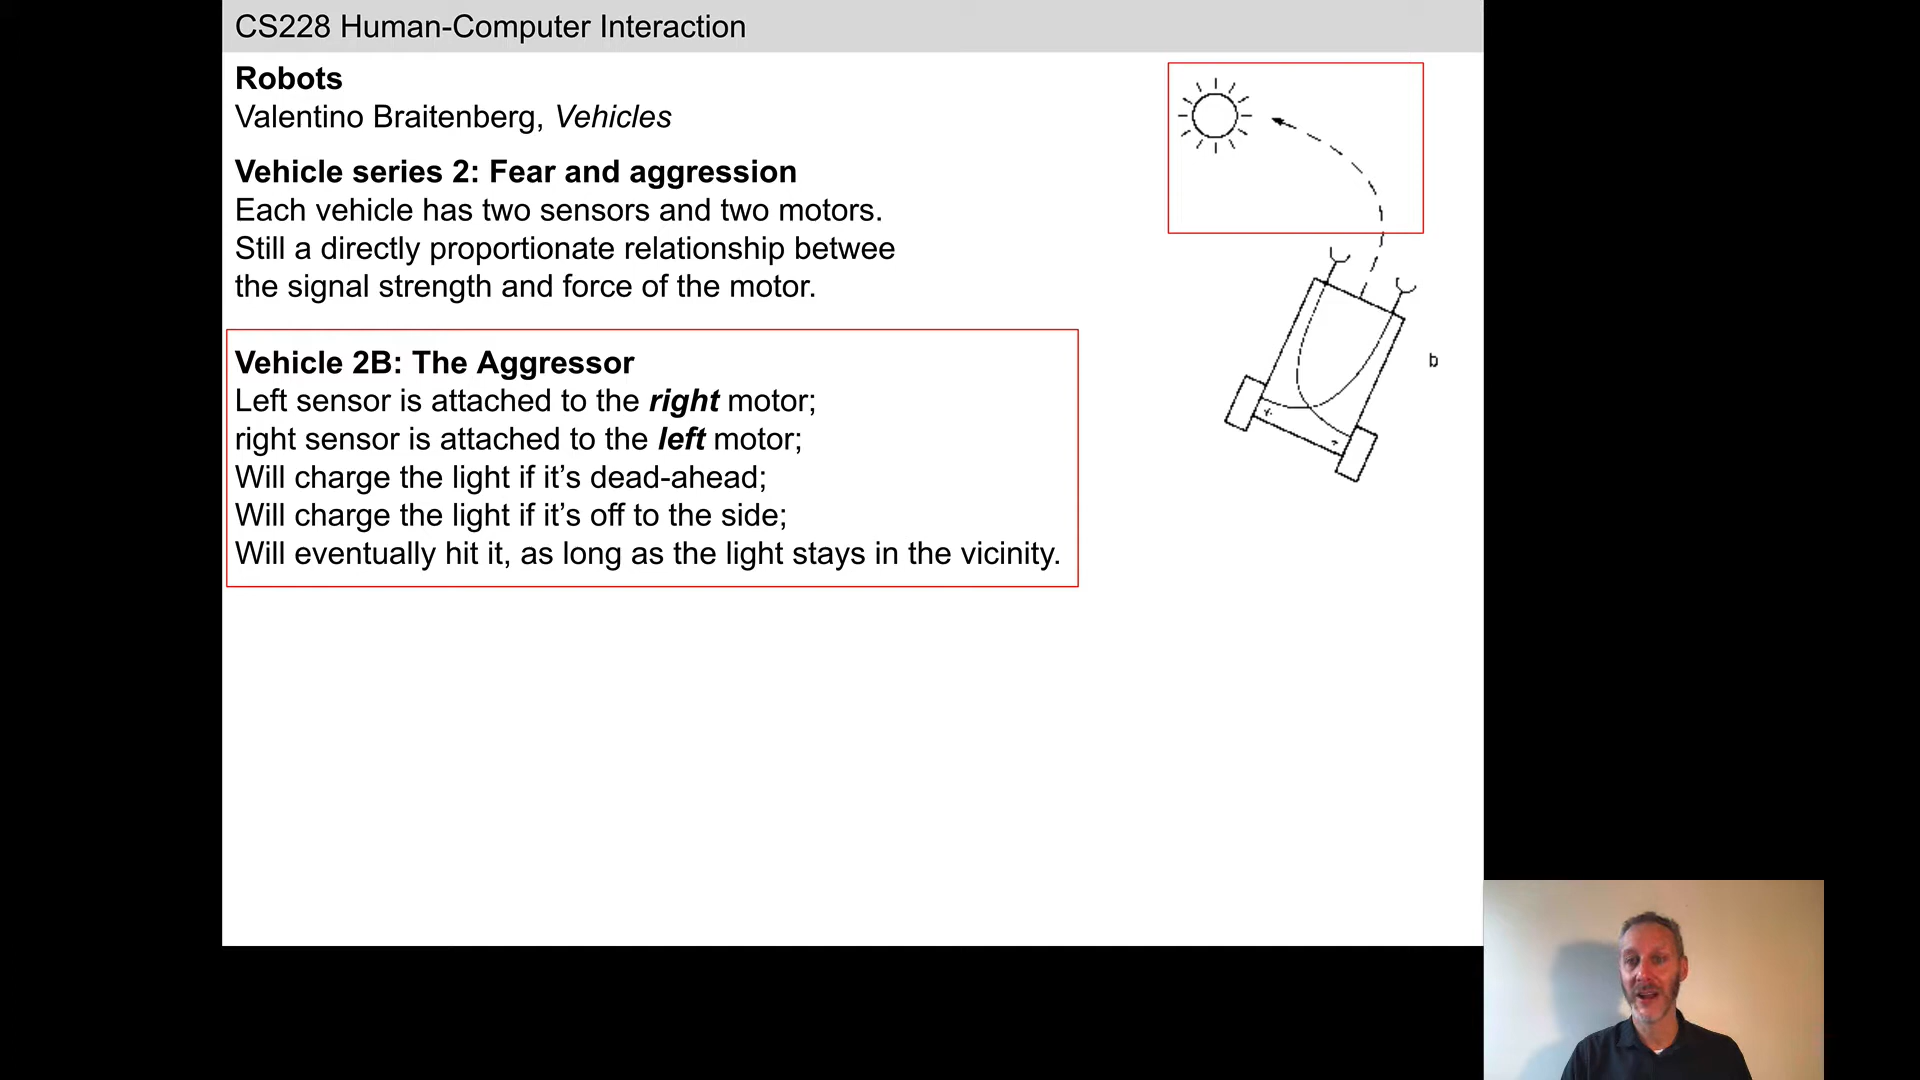 CS228 Human-Computer Interaction
Robots
Valentino Braitenberg, Vehicles
Vehicle series 2: Fear and aggression
Each vehicle has two sensors and two motors.
Still a directly proportionate relationship betwee
the signal strength and force of the motor.
Vehicle 2B: The Aggressor
Left sensor is attached to the right motor;
right sensor is attached to the left motor;
Will charge the light if it’s dead-ahead;
Will charge the light if it’s off to the side;
Will eventually hit it, as long as the light stays in the vicinity.
b
+
+